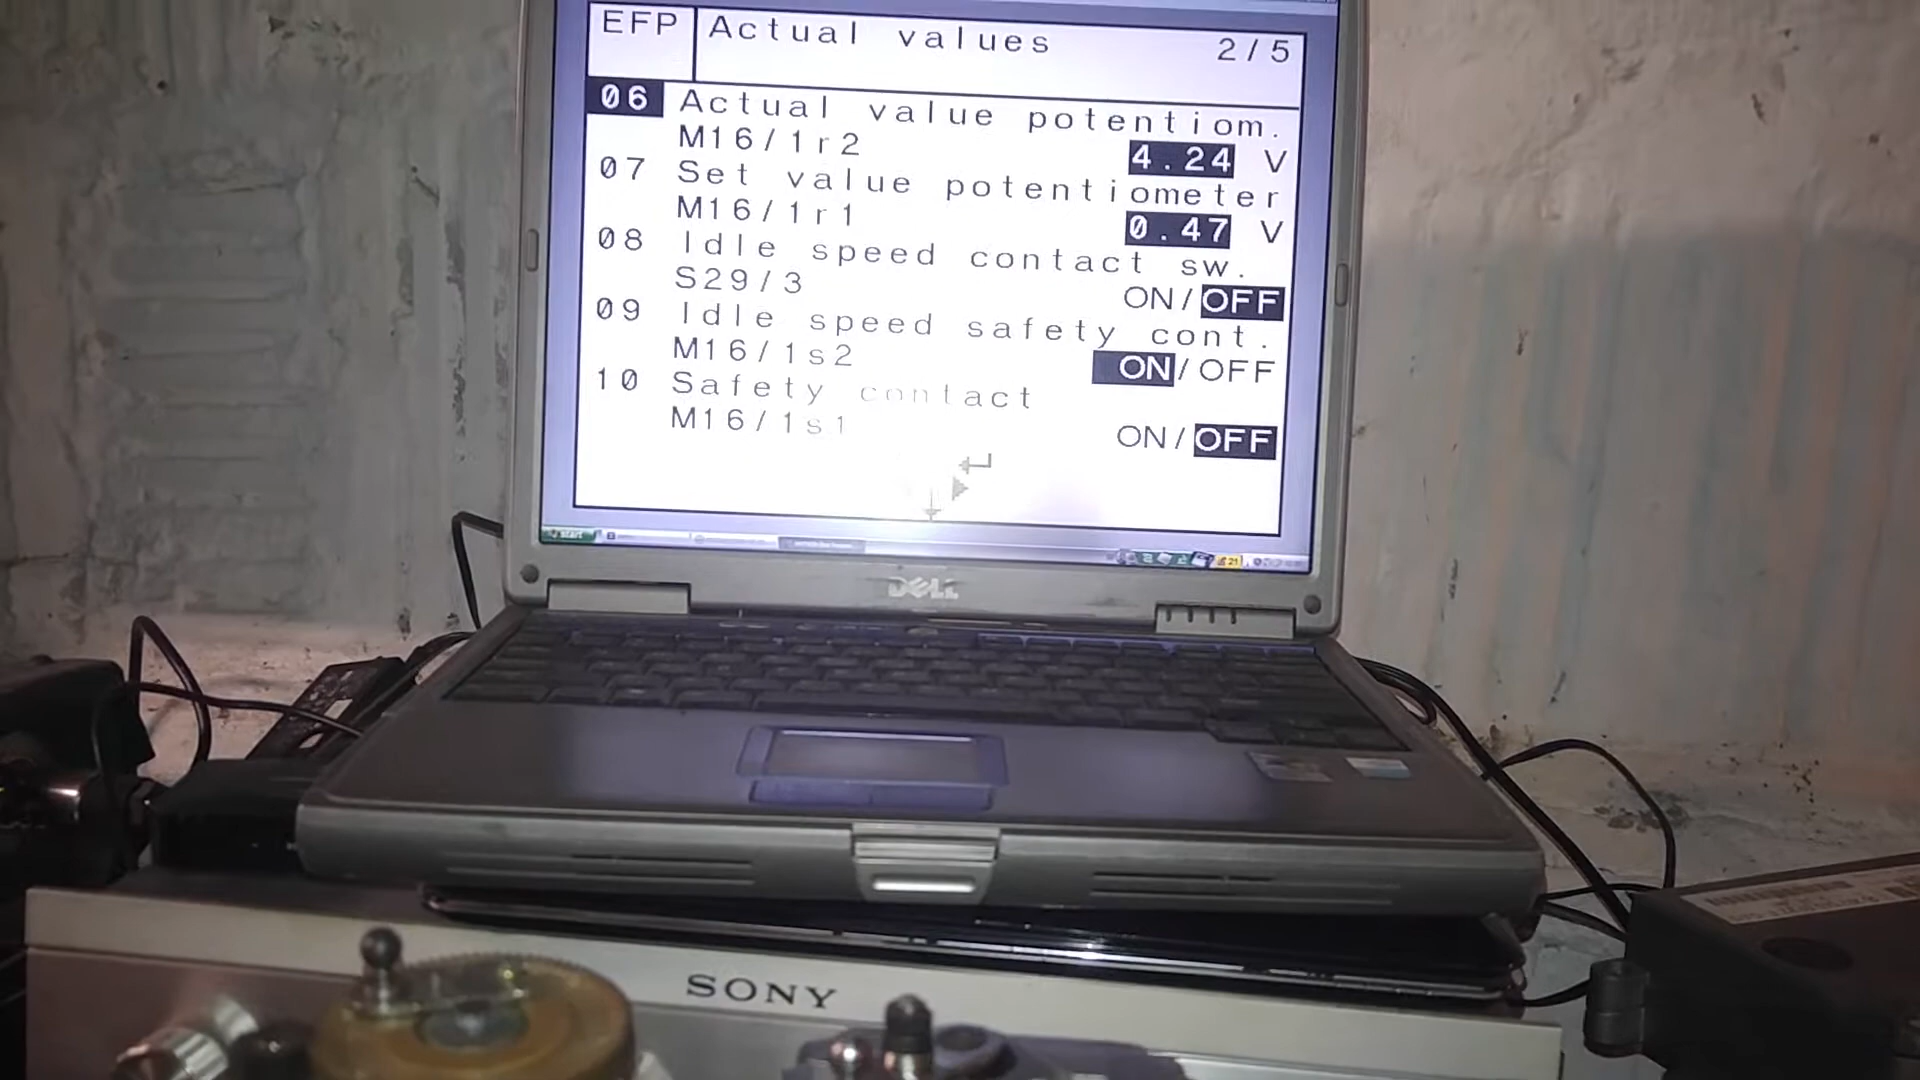 EFP Actual values 2/5
06 Actual value potentiom.
M16/1r2 4.24 V
07 Set value potentiometer
M16/1r1 0.47 V
08 Idle speed contact sw.
S29/3 ON/OFF
09 Idle speed safety cont.
M16/1s2 ON/OFF
10 Safety contact
M16/1s1 ON/OFF
start
21
DELL
SONY